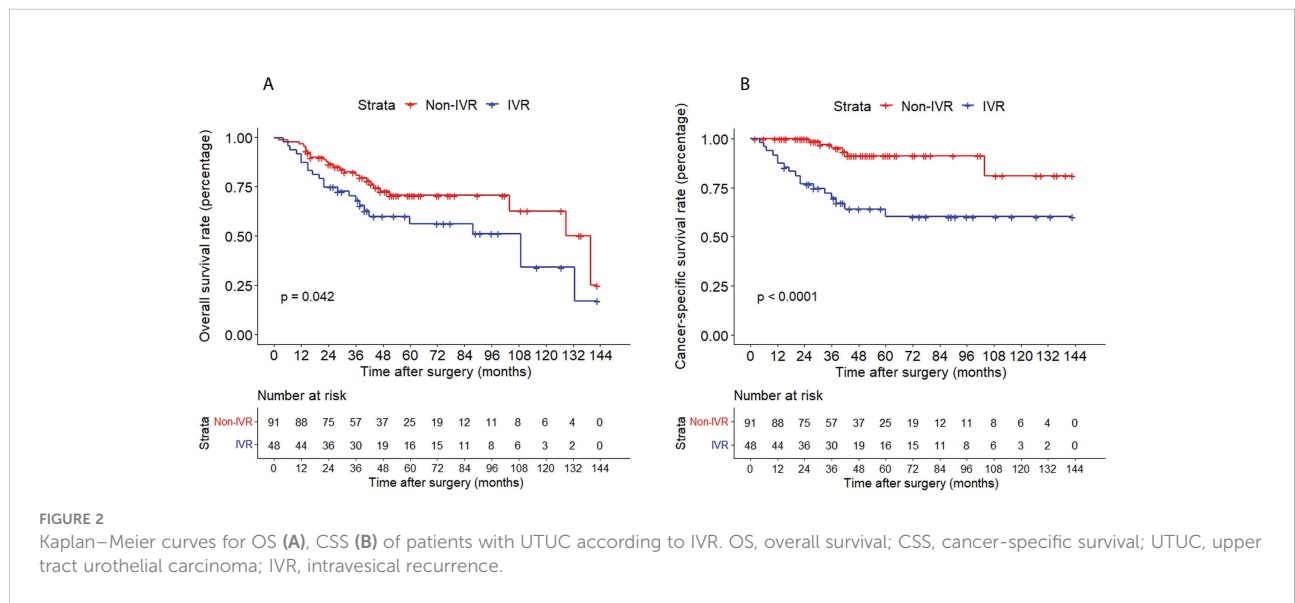 A
Strata Non-IVR IVR
Overall survival rate (percentage)
1.00
0.75
0.50
0.25
0.00
p = 0.042
0 12 24 36 48 60 72 84 96 108 120 132 144
Time after surgery (months)
Number at risk
Strata
Non-IVR 91 88 75 57 37 25 19 12 11 8 6 4 0
IVR 48 44 36 30 19 16 15 11 8 6 3 2 0
0 12 24 36 48 60 72 84 96 108 120 132 144
Time after surgery (months)
B
Strata Non-IVR IVR
Cancer-specific survival rate (percentage)
1.00
0.75
0.50
0.25
0.00
p < 0.0001
0 12 24 36 48 60 72 84 96 108 120 132 144
Time after surgery (months)
Number at risk
Strata
Non-IVR 91 88 75 57 37 25 19 12 11 8 6 4 0
IVR 48 44 36 30 19 16 15 11 8 6 3 2 0
0 12 24 36 48 60 72 84 96 108 120 132 144
Time after surgery (months)
FIGURE 2
Kaplan–Meier curves for OS (A), CSS (B) of patients with UTUC according to IVR. OS, overall survival; CSS, cancer-specific survival; UTUC, upper
tract urothelial carcinoma; IVR, intravesical recurrence.